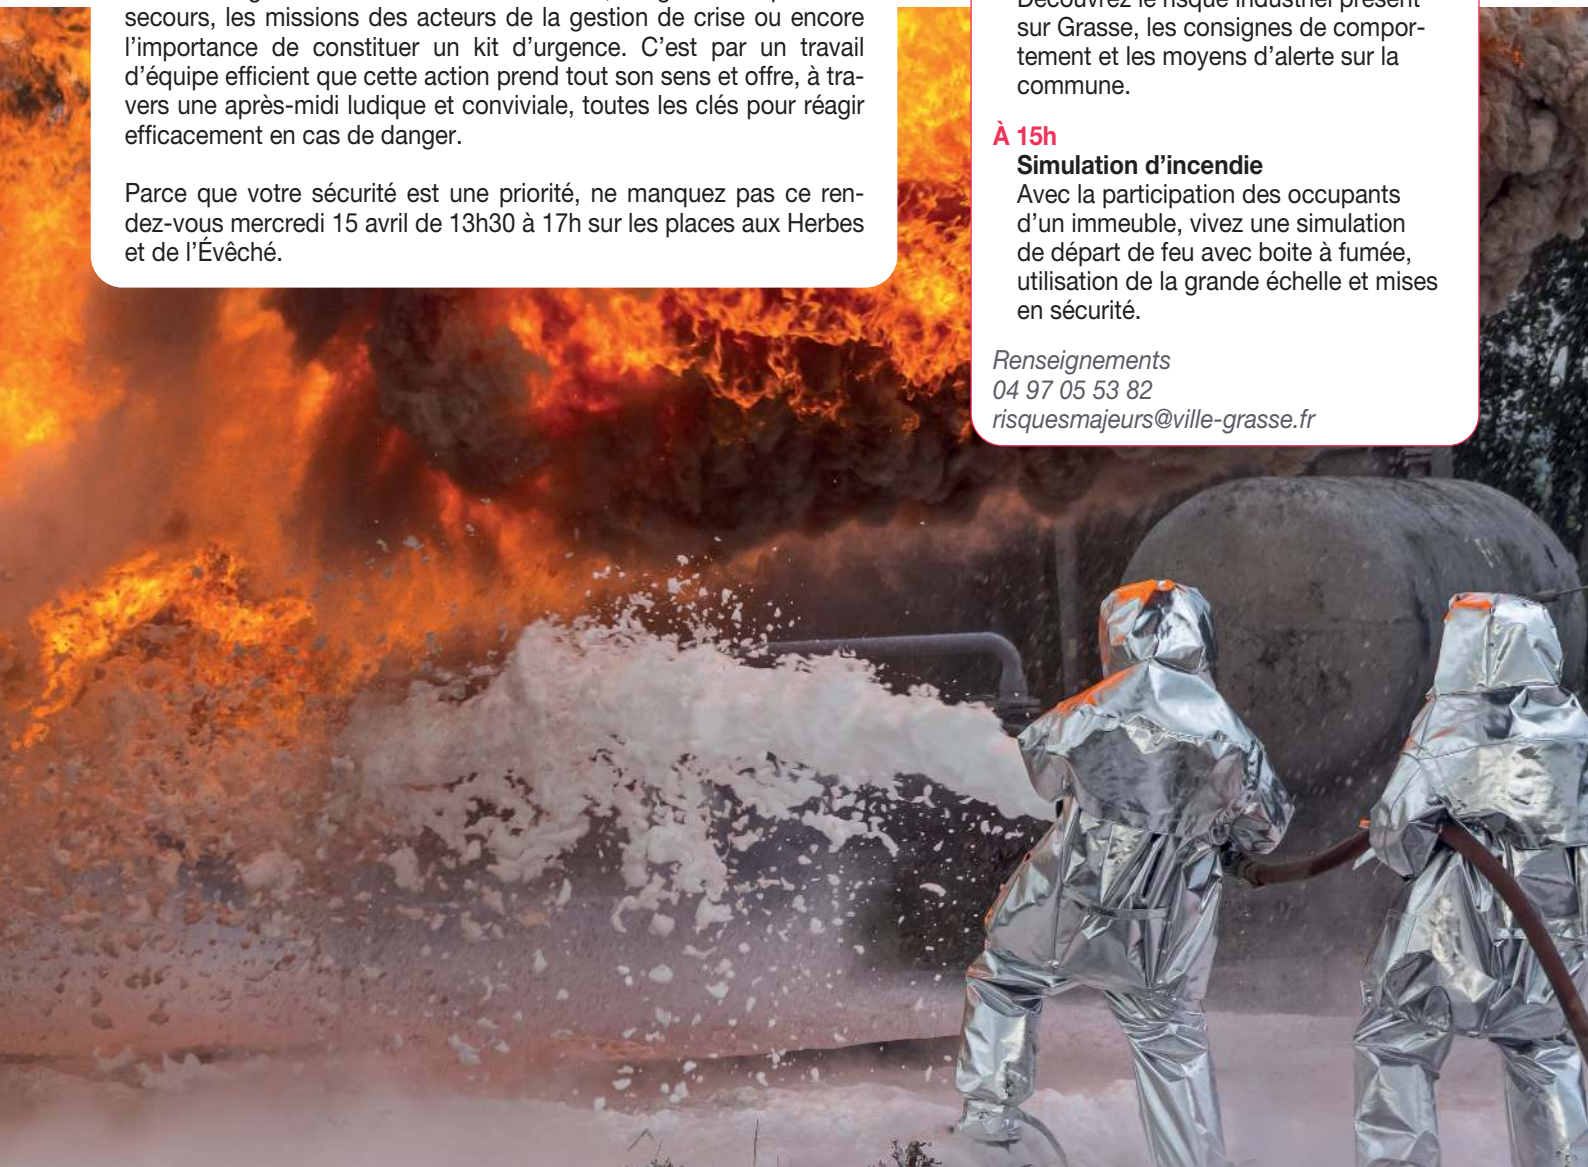 secours, les missions des acteurs de la gestion de crise ou encore
l’importance de constituer un kit d’urgence. C’est par un travail
d’équipe efficient que cette action prend tout son sens et offre, à tra-
vers une après-midi ludique et conviviale, toutes les clés pour réagir
efficacement en cas de danger.
Parce que votre sécurité est une priorité, ne manquez pas ce ren-
dez-vous mercredi 15 avril de 13h30 à 17h sur les places aux Herbes
et de l’Évêché.
Découvrez le risque industriel présent
sur Grasse, les consignes de compor-
tement et les moyens d’alerte sur la
commune.
À 15h
Simulation d’incendie
Avec la participation des occupants
d’un immeuble, vivez une simulation
de départ de feu avec boite à fumée,
utilisation de la grande échelle et mises
en sécurité.
Renseignements
04 97 05 53 82
risquesmajeurs@ville-grasse.fr